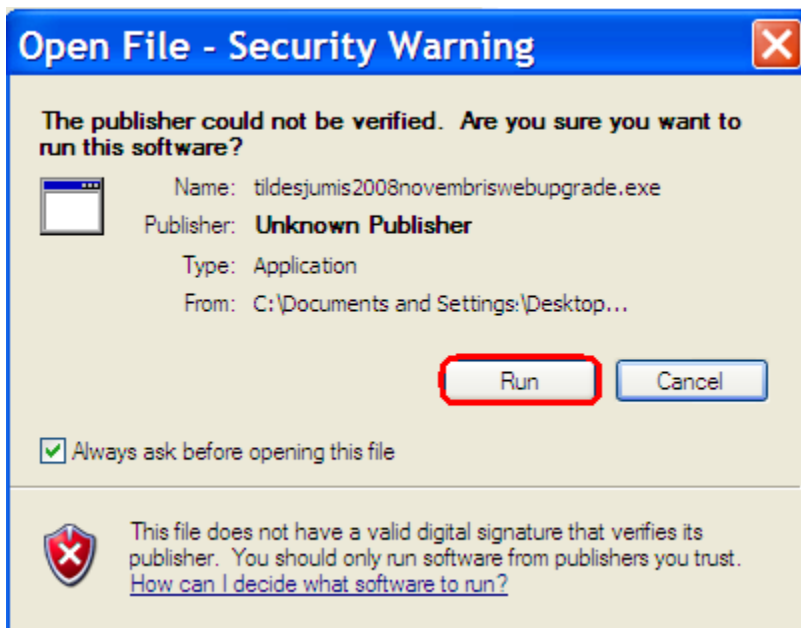 Open File - Security Warning
The publisher could not be verified. Are you sure you want to
run this software?
Name: tildesjumis2008novembriswebupgrade.exe
Publisher: Unknown Publisher
Type: Application
From: C:\Documents and Settings:\Desktop...
Run Cancel
Always ask before opening this file
This file does not have a valid digital signature that verifies its
publisher. You should only run software from publishers you trust.
How can I decide what software to run?